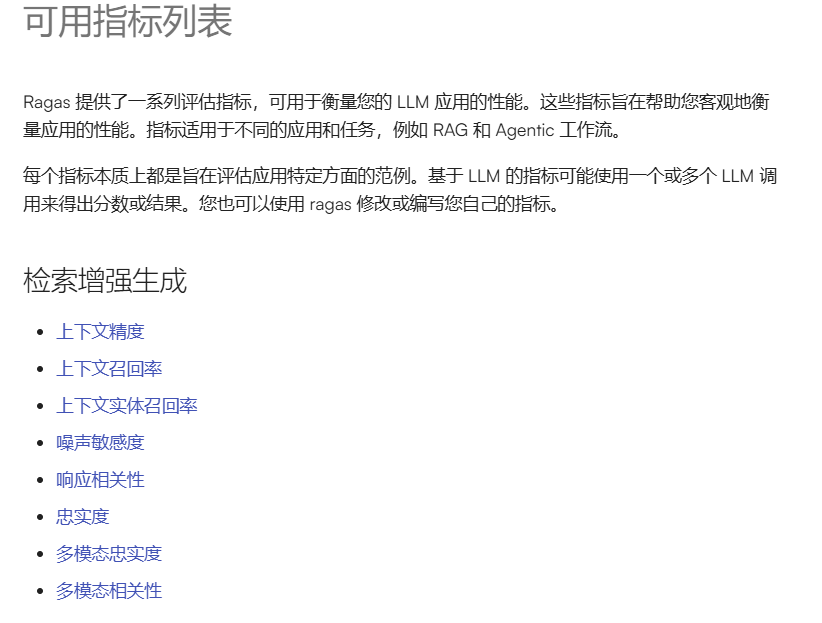 可用指标列表
Ragas 提供了一系列评估指标，可用于衡量您的 LLM 应用的性能。这些指标旨在帮助您客观地衡
量应用的性能。指标适用于不同的应用和任务，例如 RAG 和 Agentic 工作流。
每个指标本质上都是旨在评估应用特定方面的范例。基于 LLM 的指标可能使用一个或多个 LLM 调
用来得出分数或结果。您也可以使用 ragas 修改或编写您自己的指标。
检索增强生成
上下文精度
上下文召回率
上下文实体召回率
噪声敏感度
响应相关性
忠实度
多模态忠实度
多模态相关性